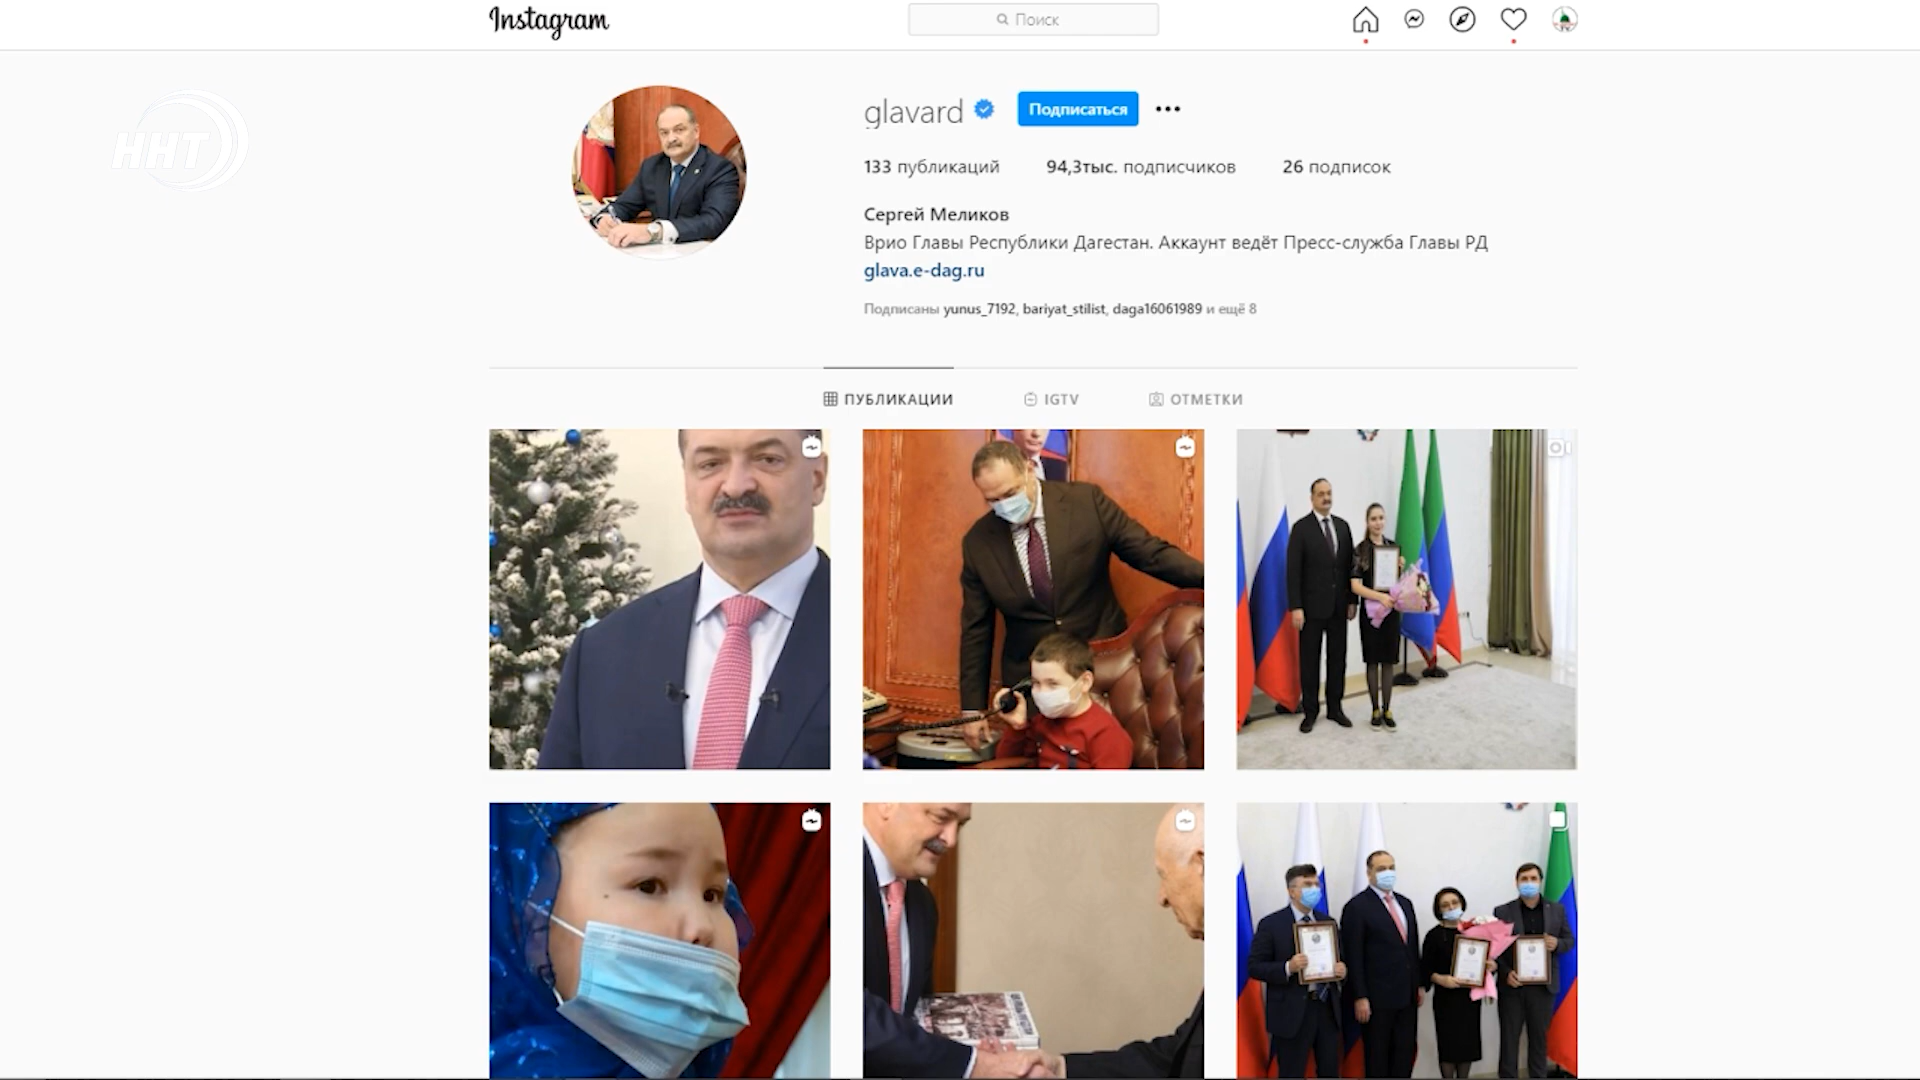 Instagram
Поиск
ННТ
glavard
Подписаться
133 публикаций
94,3тыс. подписчиков
26 подписок
Сергей Меликов
Врио Главы Республики Дагестан. Аккаунт ведёт Пресс-служба Главы РД
glava.e-dag.ru
Подписаны yunus_7192, bariyat_stilist, daga16061989 и ещё 8
ПУБЛИКАЦИИ
IGTV
ОТМЕТКИ